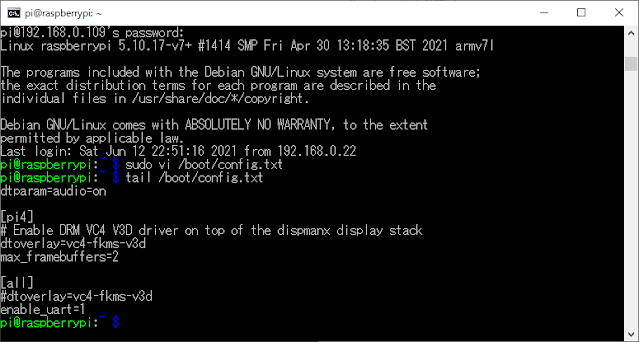 pi@raspberrypi: ~
pi@192.168.0.109's password:
Linux raspberrypi 5.10.17-v7+ #1414 SMP Fri Apr 30 13:18:35 BST 2021 armv7l
The programs included with the Debian GNU/Linux system are free software;
the exact distribution terms for each program are described in the
individual files in /usr/share/doc/*/copyright.
Debian GNU/Linux comes with ABSOLUTELY NO WARRANTY, to the extent
permitted by applicable law.
Last login: Sat Jun 12 22:51:16 2021 from 192.168.0.22
pi@raspberrypi:~ $ sudo vi /boot/config.txt
pi@raspberrypi:~ $ tail /boot/config.txt
dtparam=audio=on
[pi4]
# Enable DRM VC4 V3D driver on top of the dispmanx display stack
dtoverlay=vc4-fkms-v3d
max_framebuffers=2
[all]
#dtoverlay=vc4-fkms-v3d
enable_uart=1
pi@raspberrypi:~ $